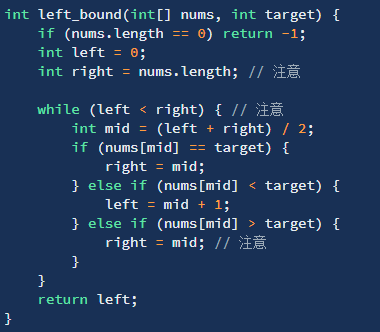 int left_bound(int[] nums, int target) {
    if (nums.length == 0) return -1;
    int left = 0;
    int right = nums.length; // 注意

    while (left < right) { // 注意
        int mid = (left + right) / 2;
        if (nums[mid] == target) {
            right = mid;
        } else if (nums[mid] < target) {
            left = mid + 1;
        } else if (nums[mid] > target) {
            right = mid; // 注意
        }
    }
    return left;
}